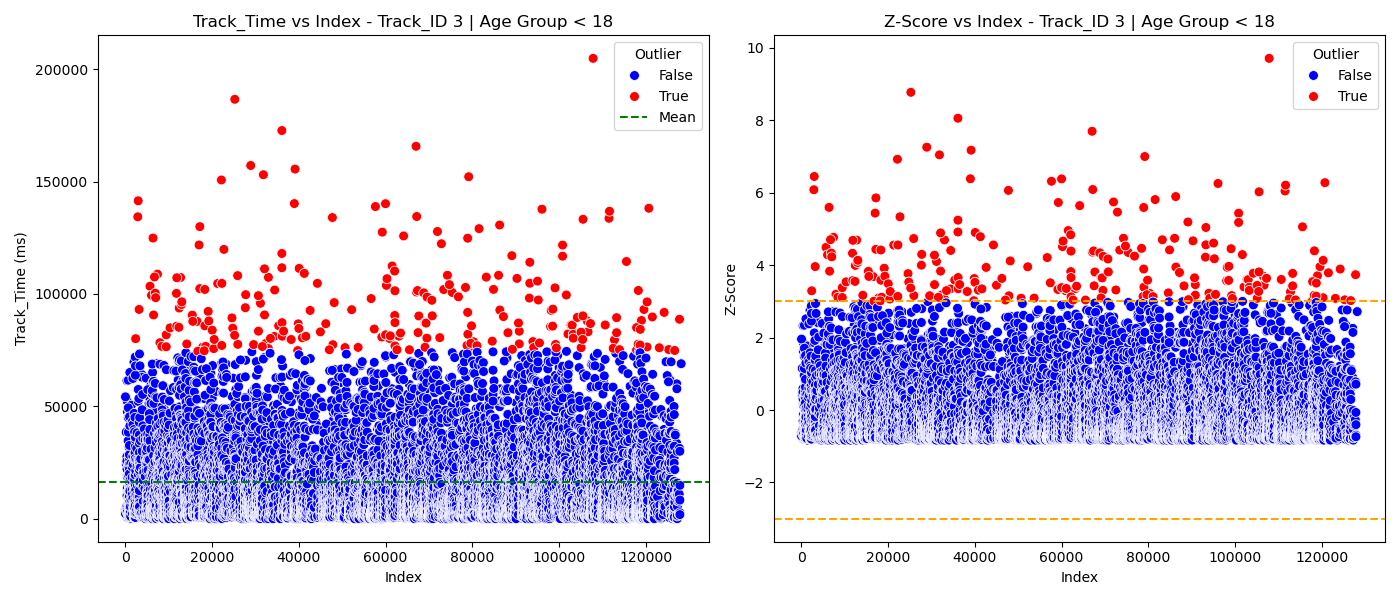 Track_Time vs Index - Track_ID 3 | Age Group < 18
Track_Time (ms)
200000
150000
100000
50000
0
Outlier
False
True
Mean
0
20000
40000
60000
80000
100000
120000
Index
Z-Score vs Index - Track_ID 3 | Age Group < 18
Z-Score
10
8
6
4
2
0
−2
Outlier
False
True
0
20000
40000
60000
80000
100000
120000
Index